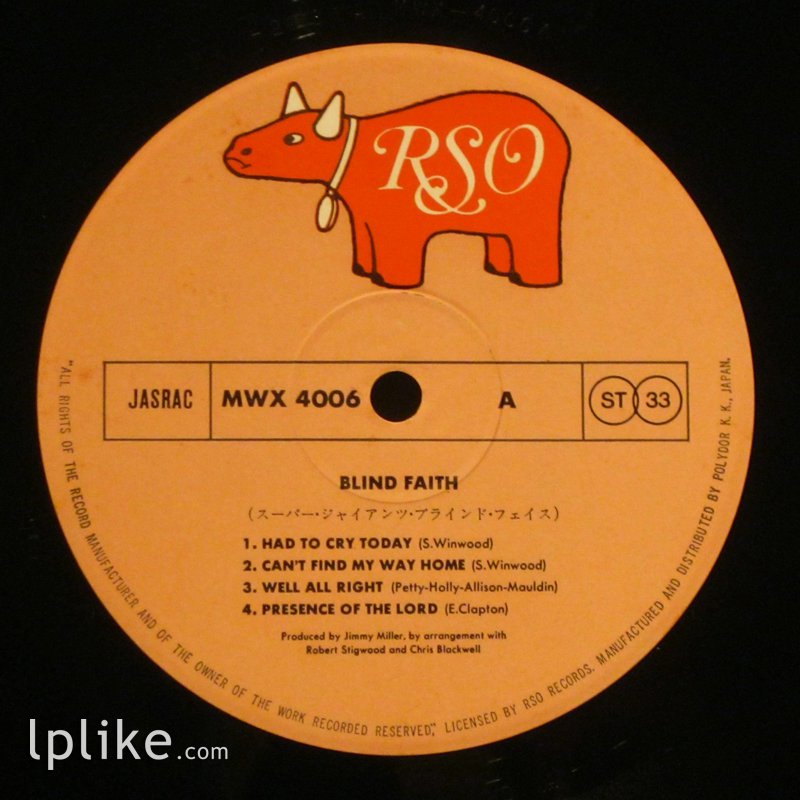 RSO
JASRAC MWX 4006 A ST 33
BLIND FAITH
(スーパー・ジャイアンツ・ブラインド・フェイス)
1. HAD TO CRY TODAY (S.Winwood)
2. CAN'T FIND MY WAY HOME (S.Winwood)
3. WELL ALL RIGHT (Petty-Holly-Allison-Mauldin)
4. PRESENCE OF THE LORD (E.Clapton)
Produced by Jimmy Miller, by arrangement with
Robert Stigwood and Chris Blackwell
"ALL RIGHTS OF THE RECORD MANUFACTURER AND OF THE OWNER OF THE WORK RECORDED RESERVED," LICENSED BY RSO RECORDS. MANUFACTURED AND DISTRIBUTED BY POLYDOR K. K., JAPAN.
lplike.com